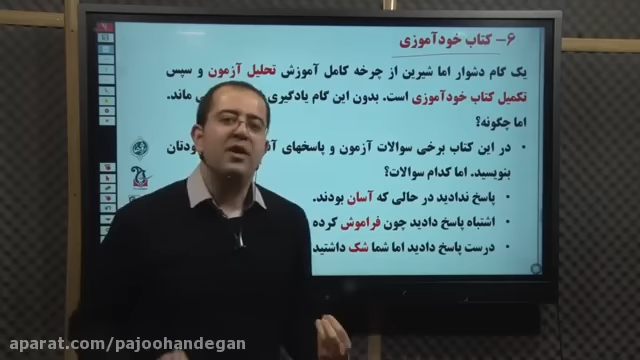 ۶- کتاب خودآموزی
یک گام دشوار اما شیرین از چرخه کامل آموزش تحلیل آزمون و سپس
تکمیل کتاب خودآموزی است. بدون این گام یادگیری ماند.
اما چگونه؟
• در این کتاب برخی سوالات آزمون و پاسخهای ودتان
بنویسید. اما کدام سوالات؟
• پاسخ ندادید در حالی که آسان بودند.
• اشتباه پاسخ دادید چون فراموش کرده
• درست پاسخ دادید اما شما شک داشتید
aparat.com/pajoohandegan